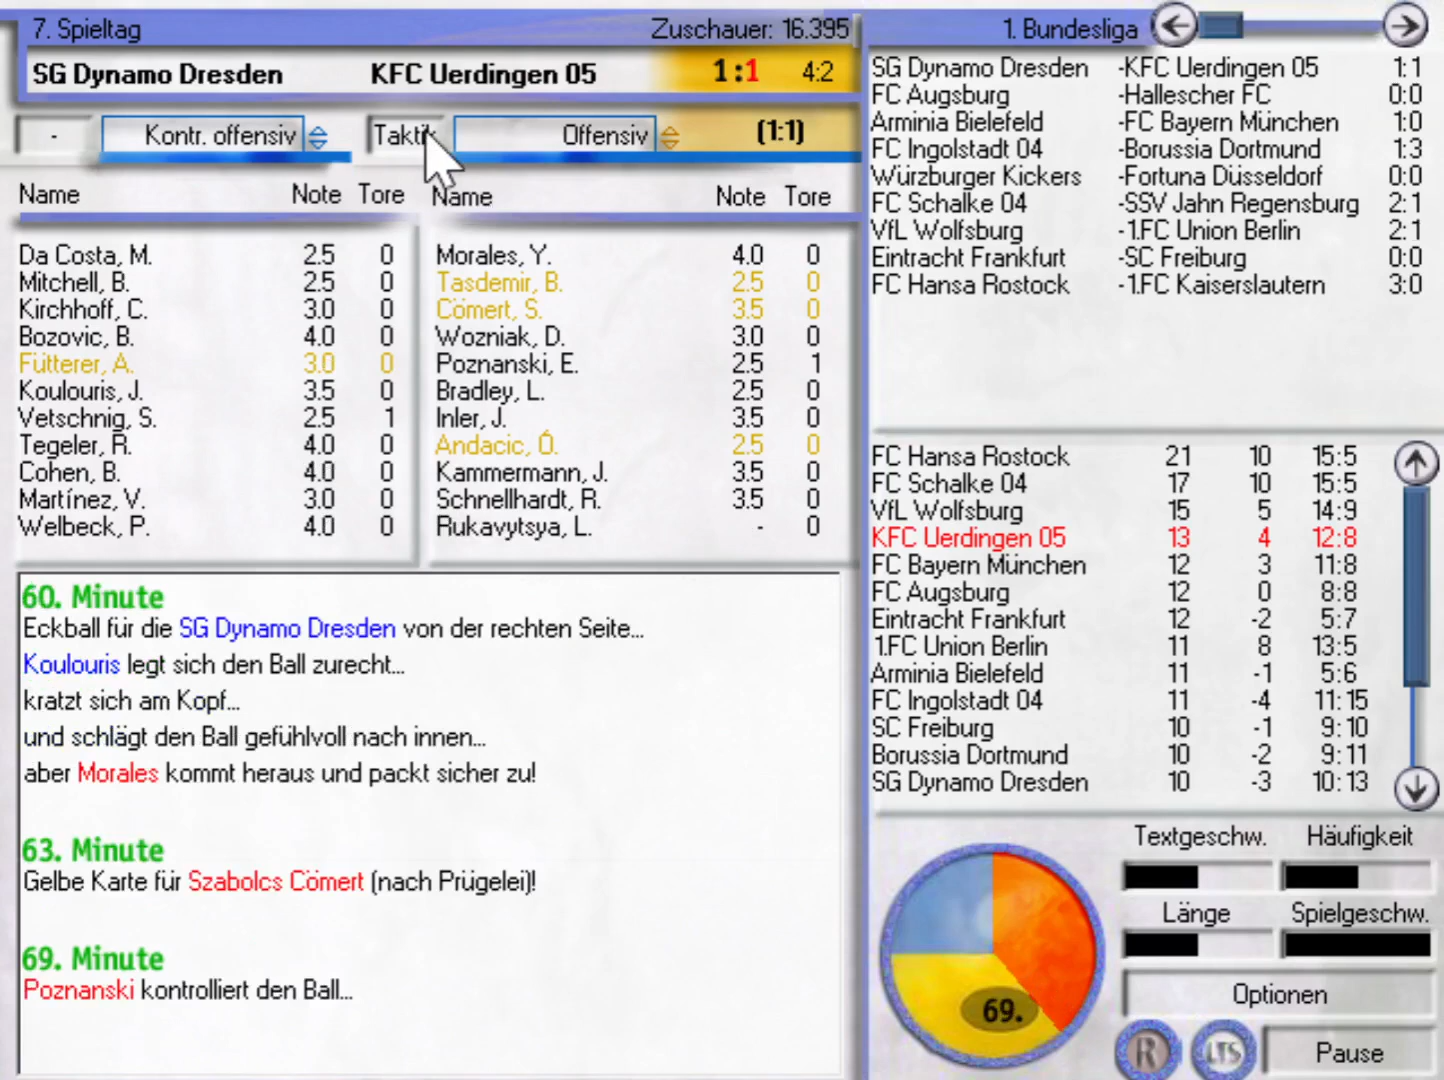 7. Spieltag Zuschauer: 16.395
SG Dynamo Dresden KFC Uerdingen 05 1:1 4:2
- Kontr. offensiv Taktik Offensiv (1:1)
Name Note Tore Name Note Tore
Da Costa, M. 2.5 0 Morales, Y. 4.0 0
Mitchell, B. 2.5 0 Tasdemir, B. 2.5 0
Kirchhoff, C. 3.0 0 Cömert, S. 3.5 0
Bozovic, B. 4.0 0 Wozniak, D. 3.0 0
Fütterer, A. 3.0 0 Poznanski, E. 2.5 1
Koulouris, J. 3.5 0 Bradley, L. 2.5 0
Vetschnig, S. 2.5 1 Inler, J. 3.5 0
Tegeler, R. 4.0 0 Andacic, Ó. 2.5 0
Cohen, B. 4.0 0 Kammermann, J. 3.5 0
Martínez, V. 3.0 0 Schnellhardt, R. 3.5 0
Welbeck, P. 4.0 0 Rukavytsya, L. - 0
60. Minute
Eckball für die SG Dynamo Dresden von der rechten Seite...
Koulouris legt sich den Ball zurecht...
kratzt sich am Kopf...
und schlägt den Ball gefühlvoll nach innen...
aber Morales kommt heraus und packt sicher zu!
63. Minute
Gelbe Karte für Szabolcs Cömert (nach Prügelei)!
69. Minute
Poznanski kontrolliert den Ball...
1. Bundesliga
SG Dynamo Dresden -KFC Uerdingen 05 1:1
FC Augsburg -Hallescher FC 0:0
Arminia Bielefeld -FC Bayern München 1:0
FC Ingolstadt 04 -Borussia Dortmund 1:3
Würzburger Kickers -Fortuna Düsseldorf 0:0
FC Schalke 04 -SSV Jahn Regensburg 2:1
VfL Wolfsburg -1.FC Union Berlin 2:1
Eintracht Frankfurt -SC Freiburg 0:0
FC Hansa Rostock -1.FC Kaiserslautern 3:0
FC Hansa Rostock 21 10 15:5
FC Schalke 04 17 10 15:5
VfL Wolfsburg 15 5 14:9
KFC Uerdingen 05 13 4 12:8
FC Bayern München 12 3 11:8
FC Augsburg 12 0 8:8
Eintracht Frankfurt 12 -2 5:7
1.FC Union Berlin 11 8 13:5
Arminia Bielefeld 11 -1 5:6
FC Ingolstadt 04 11 -4 11:15
SC Freiburg 10 -1 9:10
Borussia Dortmund 10 -2 9:11
SG Dynamo Dresden 10 -3 10:13
Textgeschw. Häufigkeit
Länge Spielgeschw.
69.
Optionen
R LTS Pause